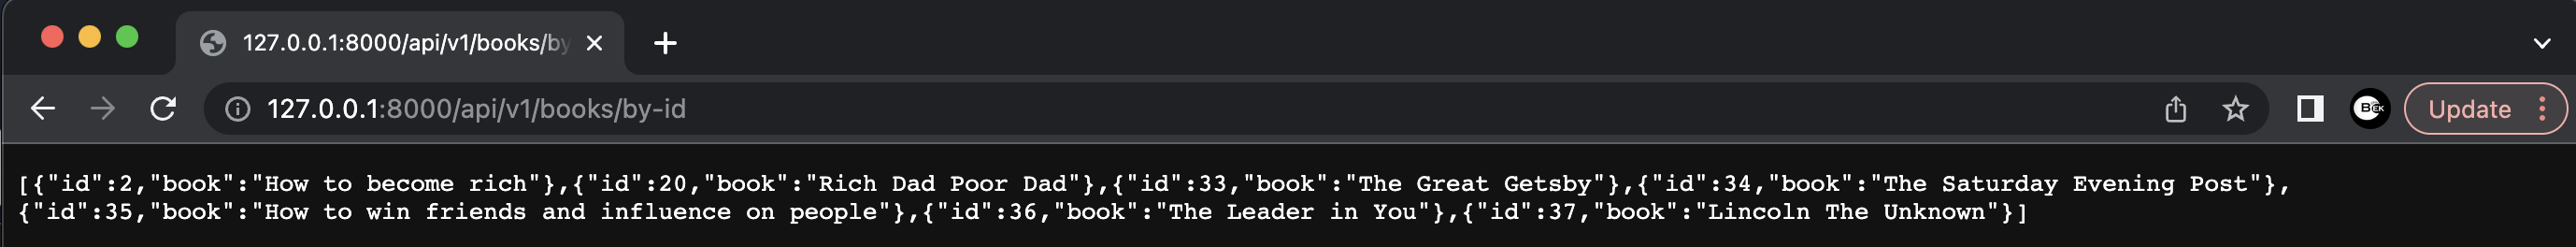 127.0.0.1:8000/api/v1/books/by
127.0.0.1:8000/api/v1/books/by-id
BEK
Update
[{"id":2,"book":"How to become rich"},{"id":20,"book":"Rich Dad Poor Dad"},{"id":33,"book":"The Great Getsby"},{"id":34,"book":"The Saturday Evening Post"},
{"id":35,"book":"How to win friends and influence on people"},{"id":36,"book":"The Leader in You"},{"id":37,"book":"Lincoln The Unknown"}]